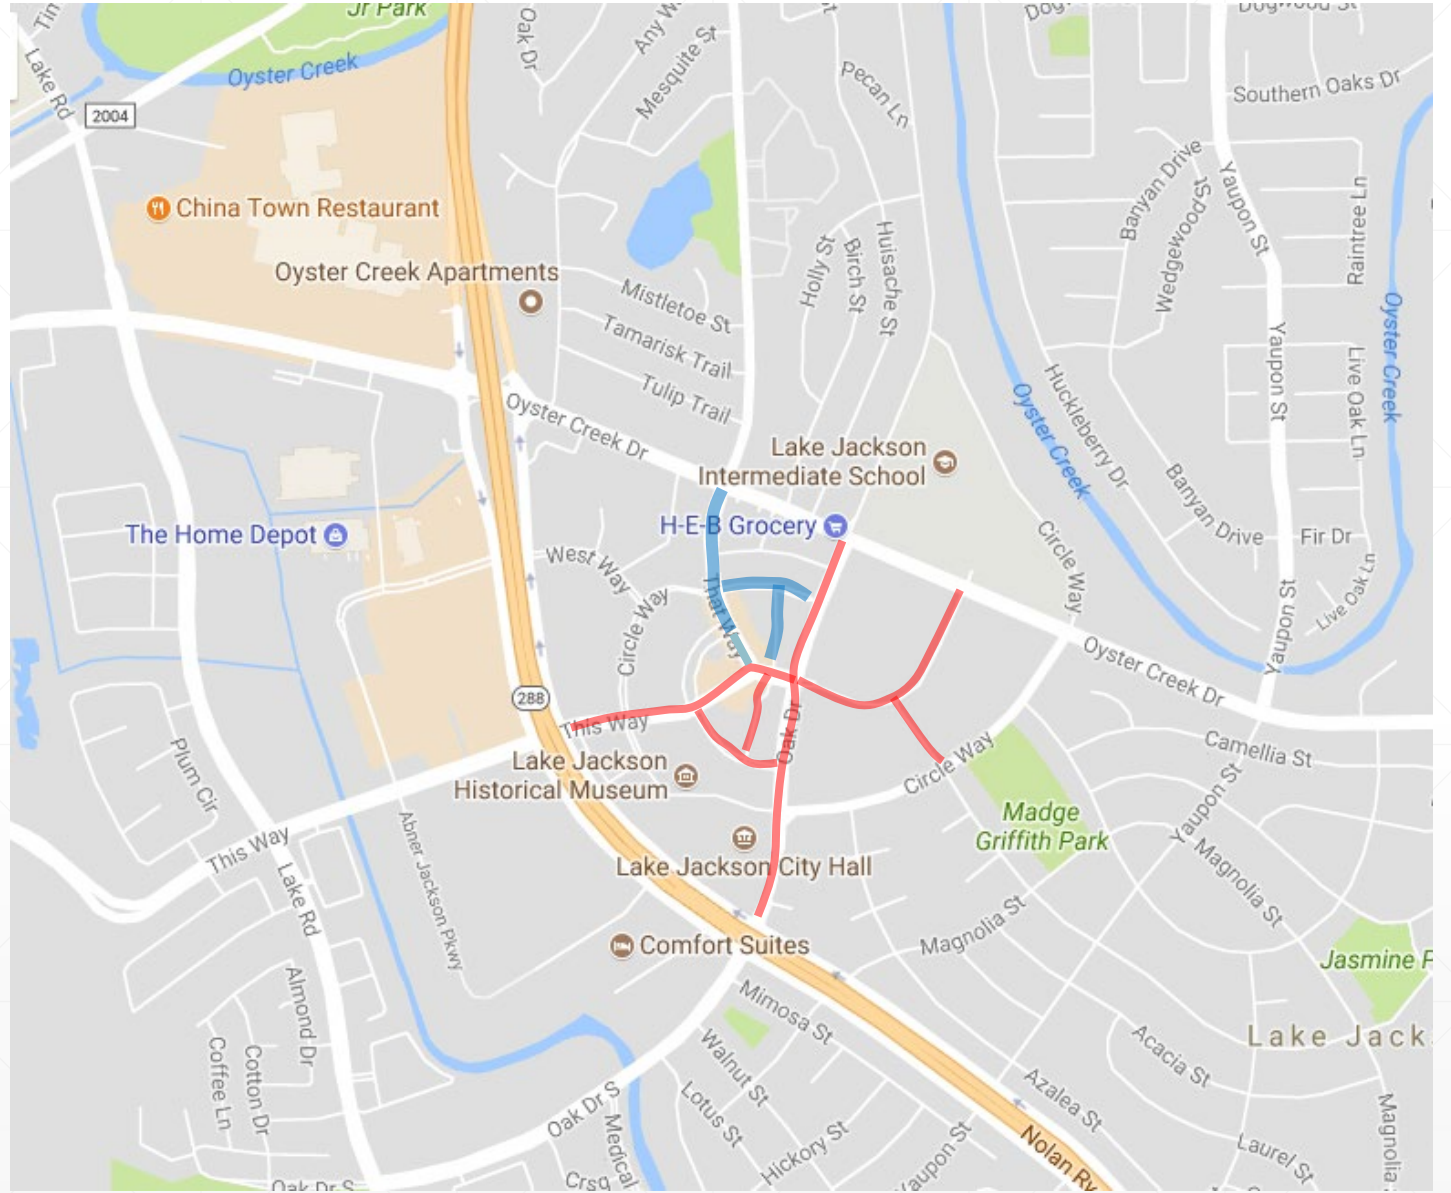 Jr Park
Tin
Oak Dr
Any W
Mesquite St
St
Dogwood St
Oyster Creek
Lake Rd
2004
Pecan Ln
Southern Oaks Dr
Banyan Drive
Yaupon St
Wedgewood St
Raintree Ln
China Town Restaurant
Oyster Creek Apartments
Holly St
Birch St
Huisache St
Mistletoe St
Tamarisk Trail
Tulip Trail
Oyster Creek
Yaupon St
Live Oak Ln
Oyster Creek Dr
Huckleberry Dr
Oyster Creek
Lake Jackson
Intermediate School
Banyan Drive
The Home Depot
H-E-B Grocery
Fir Dr
West Way
Circle Way
Circle Way
That Way
Live Oak Ln
Yaupon St
Oyster Creek Dr
288
This Way
Oak Dr
Circle Way
Camellia St
Plum Cir
Lake Jackson
Historical Museum
Madge
Griffith Park
Yaupon St
This Way
Lake Rd
Abner Jackson Pkwy
Lake Jackson City Hall
Magnolia St
Magnolia St
Comfort Suites
Jasmine P
Almond Dr
Mimosa St
Lake Jack
Coffee Ln
Cotton Dr
Walnut St
Lotus St
Acacia St
Azalea St
Oak Dr S
Medical
Hickory St
Yaupon St
Nolan Ry
Laurel St
Magnolia
Oak Dr S